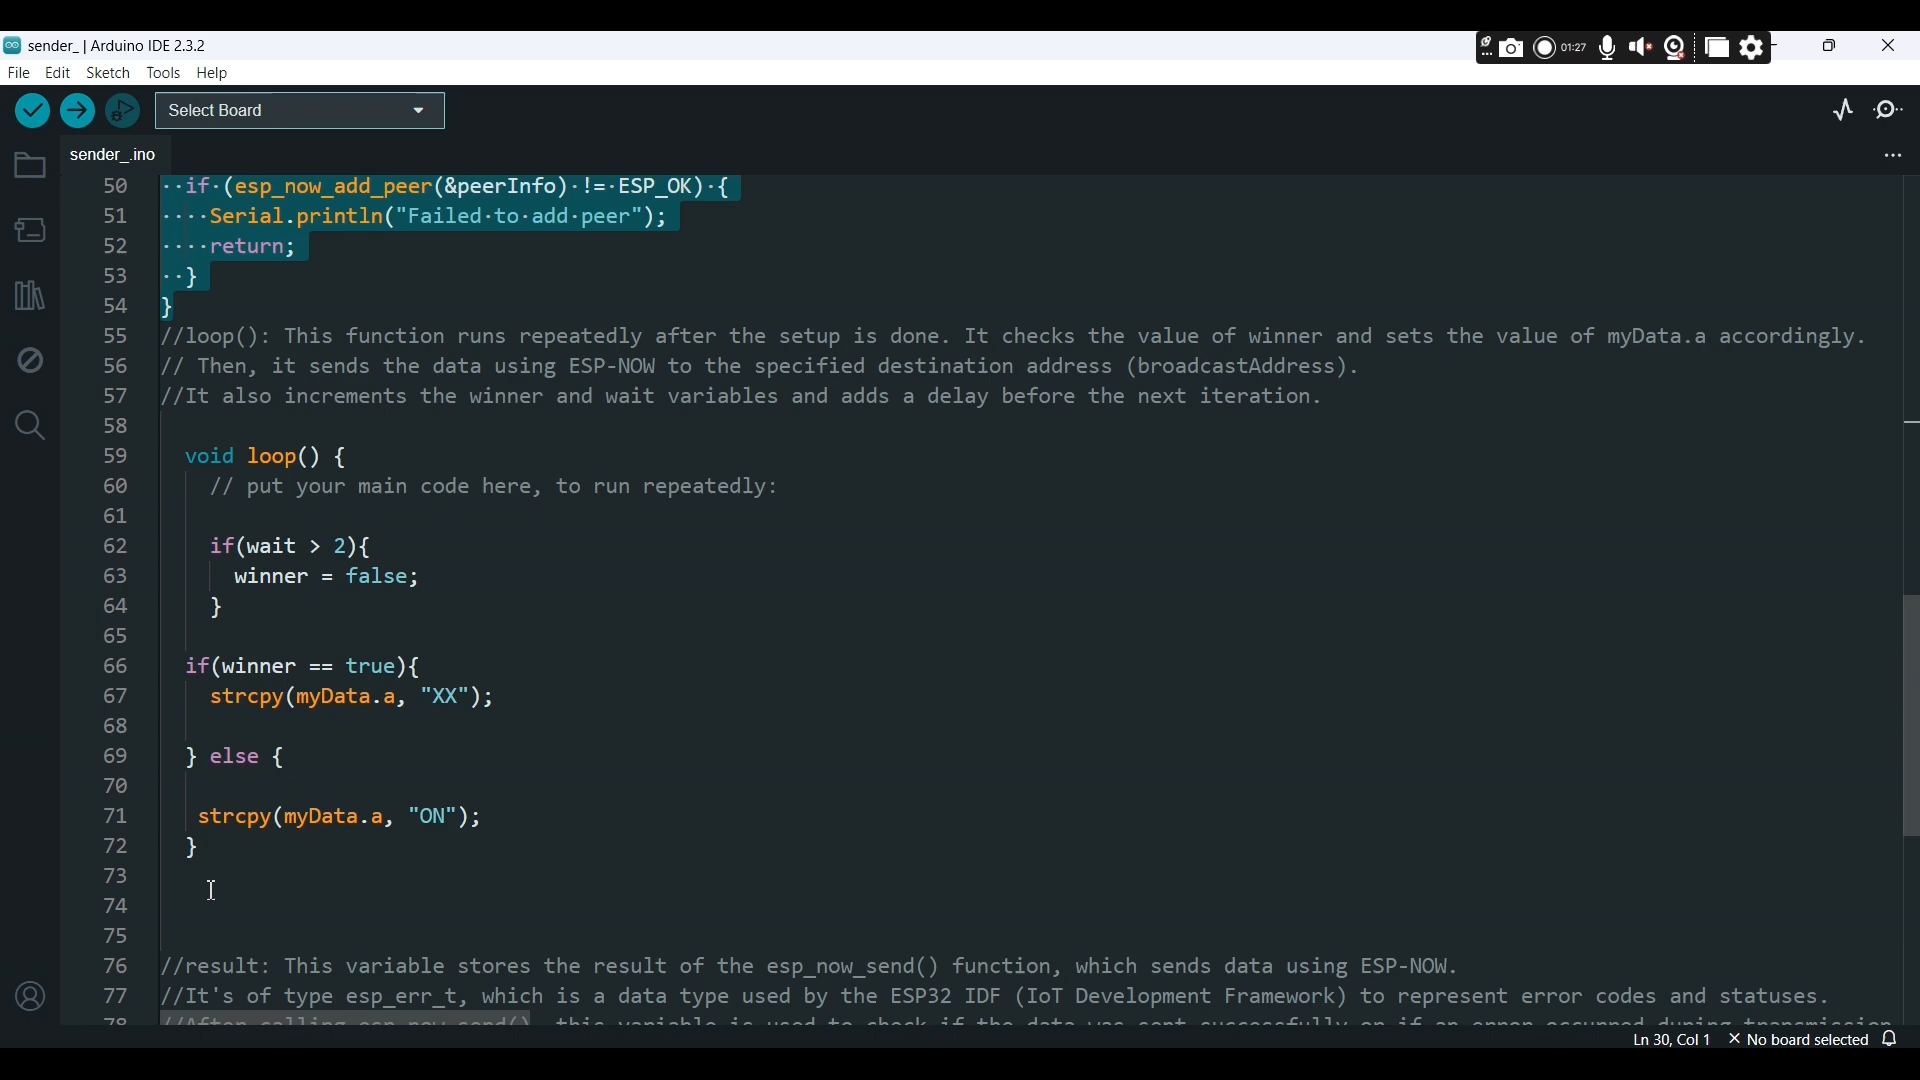 sender_ | Arduino IDE 2.3.2
01:27
File Edit Sketch Tools Help
Select Board
sender_.ino
50 ··if·(esp_now_add_peer(&peerInfo)·!=·ESP_OK)·{
51 ····Serial.println("Failed·to·add·peer");
52 ····return;
53 ··}
54 }
55 //loop(): This function runs repeatedly after the setup is done. It checks the value of winner and sets the value of myData.a accordingly.
56 // Then, it sends the data using ESP-NOW to the specified destination address (broadcastAddress).
57 //It also increments the winner and wait variables and adds a delay before the next iteration.
58
59 void loop() {
60 // put your main code here, to run repeatedly:
61
62 if(wait > 2){
63 winner = false;
64 }
65
66 if(winner == true){
67 strcpy(myData.a, "XX");
68
69 } else {
70
71 strcpy(myData.a, "ON");
72 }
73
74
75
76 //result: This variable stores the result of the esp_now_send() function, which sends data using ESP-NOW.
77 //It's of type esp_err_t, which is a data type used by the ESP32 IDF (IoT Development Framework) to represent error codes and statuses.
78 //After calling esp_now_send(), this variable is used to check if the data was sent successfully or if an error occurred during transmission
Ln 30, Col 1 × No board selected